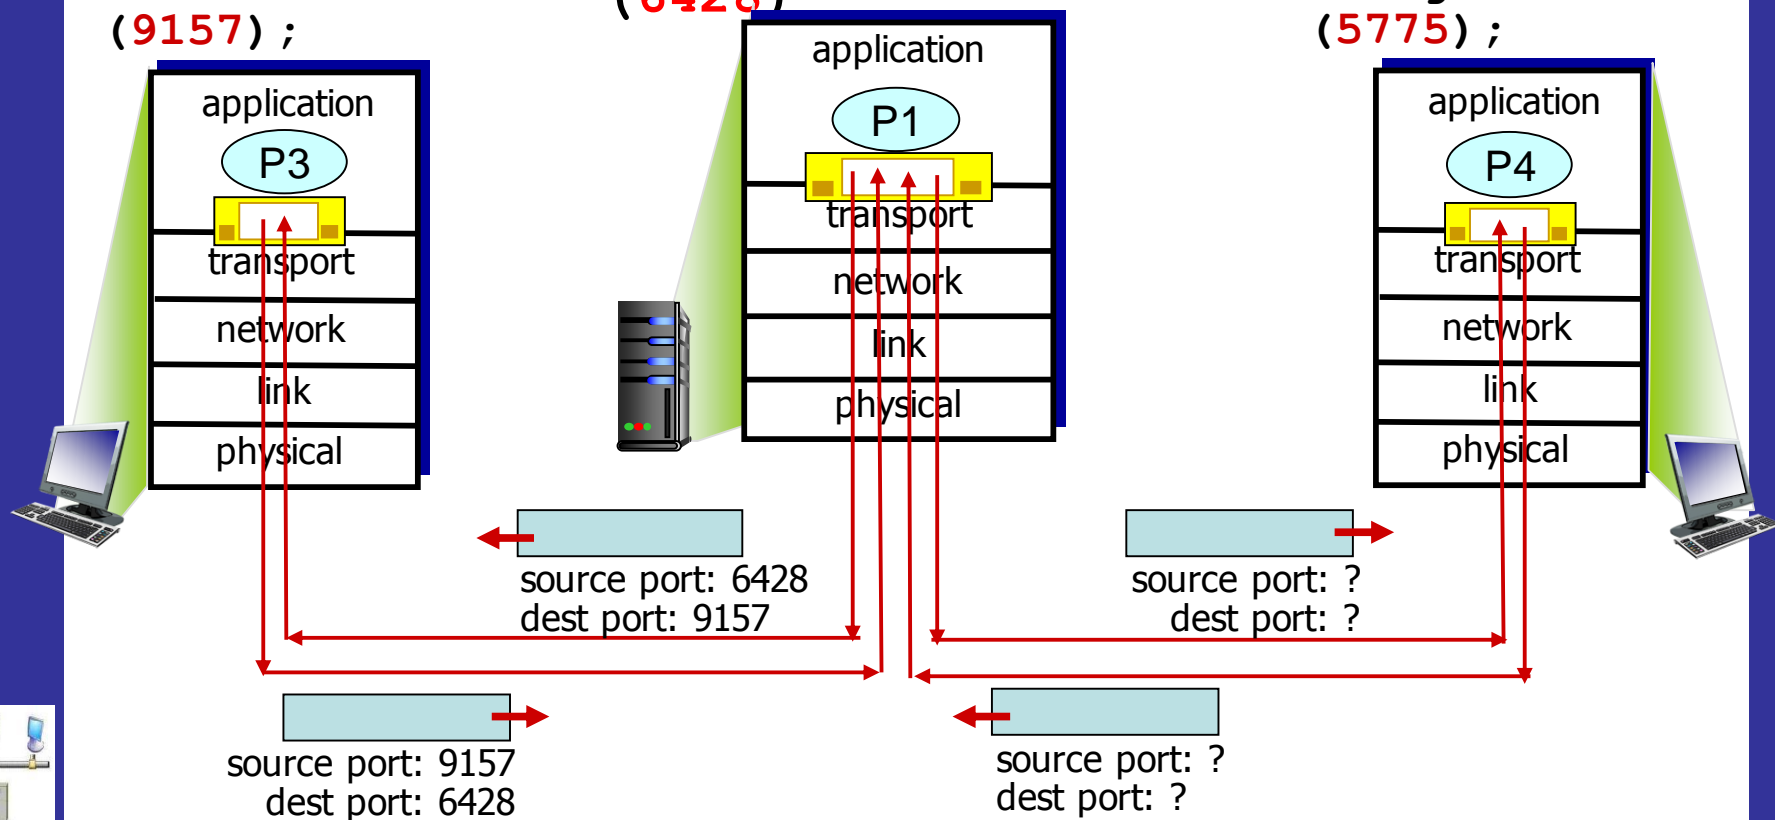 (9157);
(6428)
(5775);
application
P3
transport
network
link
physical
application
P1
transport
network
link
physical
application
P4
transport
network
link
physical
source port: 6428
dest port: 9157
source port: ?
dest port: ?
source port: 9157
dest port: 6428
source port: ?
dest port: ?